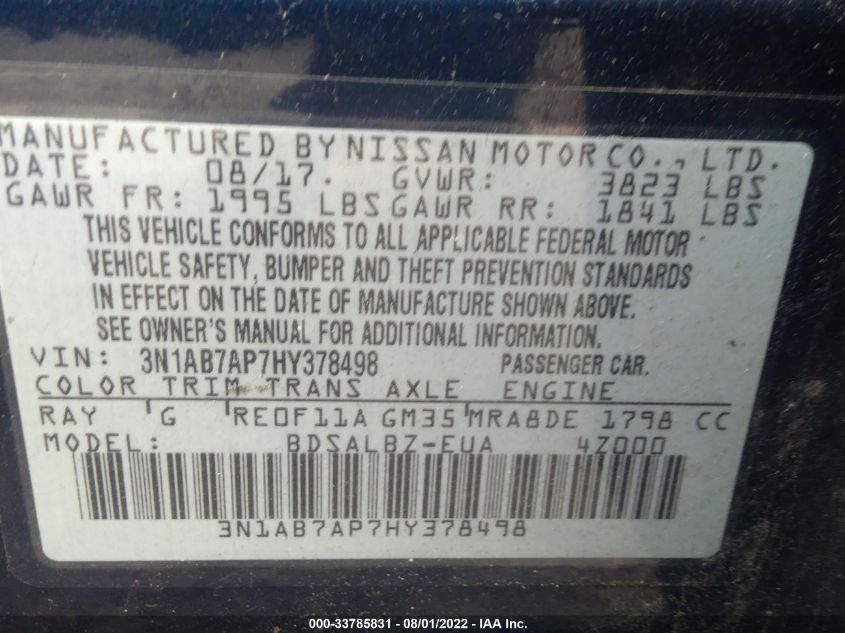 MANUFACTURED BY NISSAN MOTOR CO., LTD.
DATE: 08/17. GVWR: 3823 LBS
GAWR FR: 1995 LBS GAWR RR: 1841 LBS
THIS VEHICLE CONFORMS TO ALL APPLICABLE FEDERAL MOTOR
VEHICLE SAFETY, BUMPER AND THEFT PREVENTION STANDARDS
IN EFFECT ON THE DATE OF MANUFACTURE SHOWN ABOVE.
SEE OWNER'S MANUAL FOR ADDITIONAL INFORMATION.
VIN: 3N1AB7AP7HY378498 PASSENGER CAR.
COLOR TRIM TRANS AXLE ENGINE
RAY G RE0F11A GM35 MRA8DE 1798 CC
MODEL: BDSALBZ-EUA 4Z000
3N1AB7AP7HY378498
000-33785831 - 08/01/2022 - IAA Inc.